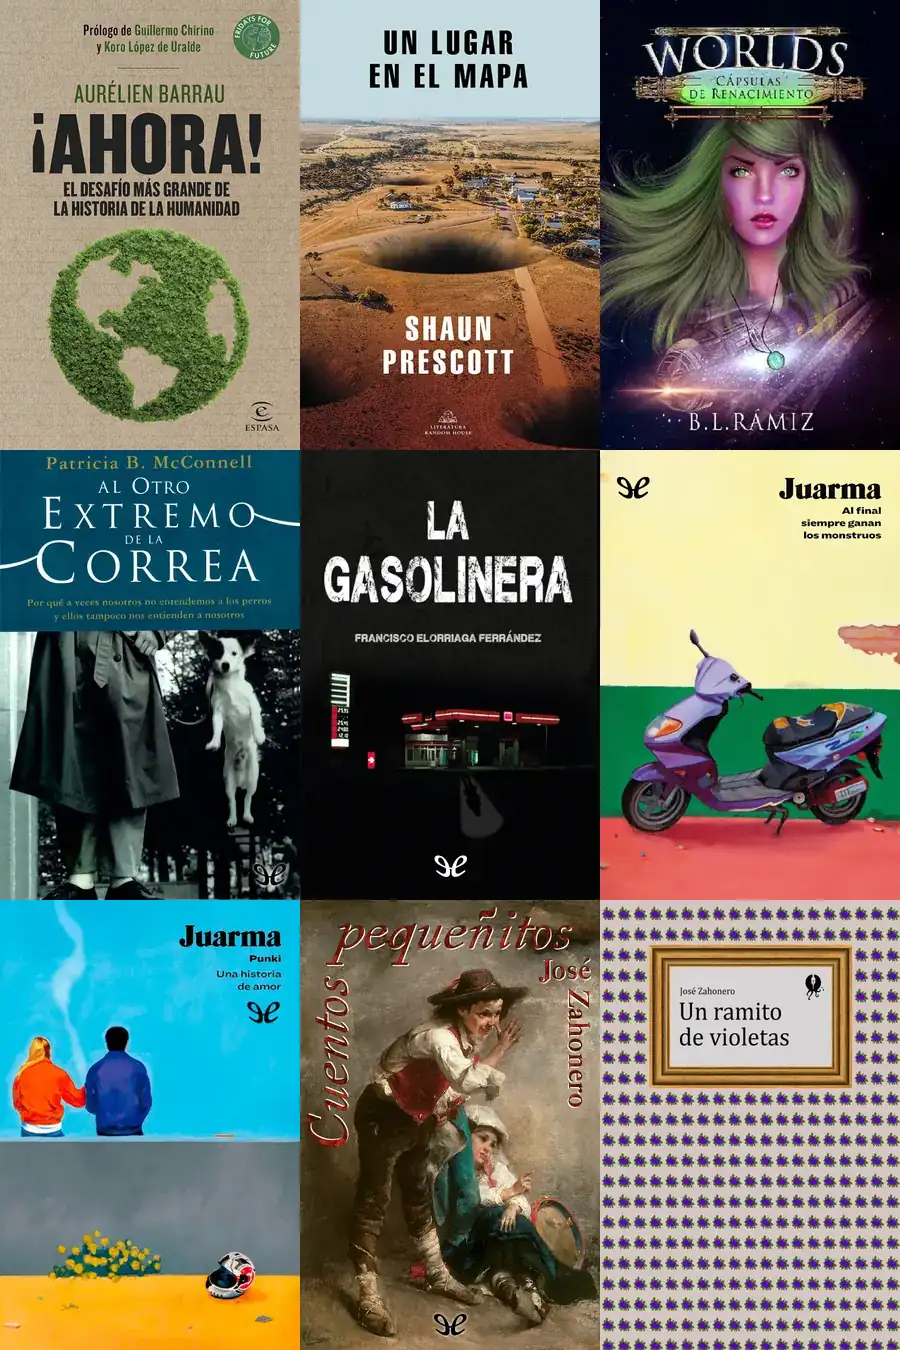 Prólogo de Guillermo Chirino
y Koro López de Uralde
FRIDAYS FOR
FUTURE
AURÉLIEN BARRAU
¡AHORA!
EL DESAFÍO MÁS GRANDE DE
LA HISTORIA DE LA HUMANIDAD
ESPASA
UN LUGAR
EN EL MAPA
SHAUN
PRESCOTT
LITERATURA
RANDOM HOUSE
WORLDS
CÁPSULAS
DE RENACIMIENTO
B.L.RÁMIZ
Patricia B. McConnell
AL OTRO
EXTREMO
DE LA
CORREA
Por qué a veces nosotros no entendemos a los perros
y ellos tampoco nos entienden a nosotros
LA
GASOLINERA
FRANCISCO ELORRIAGA FERRÁNDEZ
Juarma
Al final
siempre ganan
los monstruos
Juarma
Punki
Una historia
de amor
Cuentos pequeñitos
José Zahonero
José Zahonero
Un ramito
de violetas